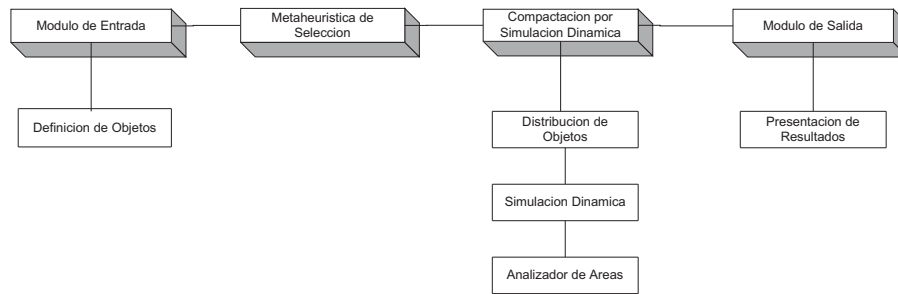 Modulo de Entrada
Metaheuristica de
Seleccion
Compactacion por
Simulacion Dinamica
Modulo de Salida
Definicion de Objetos
Distribucion de
Objetos
Presentacion de
Resultados
Simulacion Dinamica
Analizador de Areas